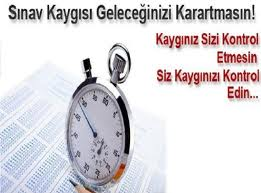 Sınav Kaygısı Geleceğinizi Karartmasın!
Kaygınız Sizi Kontrol
Etmesin
Siz Kaygınızı Kontrol
Edin...